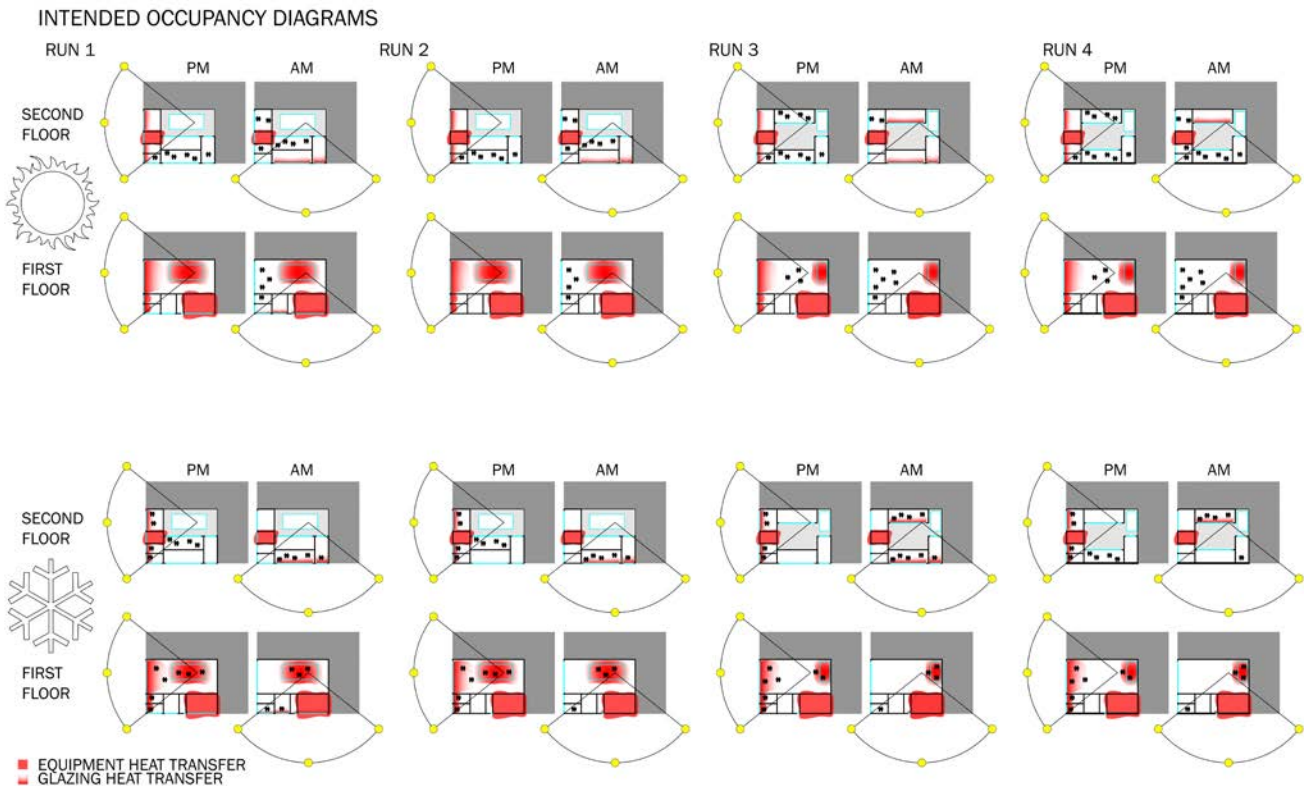 INTENDED OCCUPANCY DIAGRAMS
RUN 1 RUN 2 RUN 3 RUN 4
PM AM PM AM PM AM PM AM
SECOND
FLOOR
FIRST
FLOOR
PM AM PM AM PM AM PM AM
SECOND
FLOOR
FIRST
FLOOR
EQUIPMENT HEAT TRANSFER
GLAZING HEAT TRANSFER